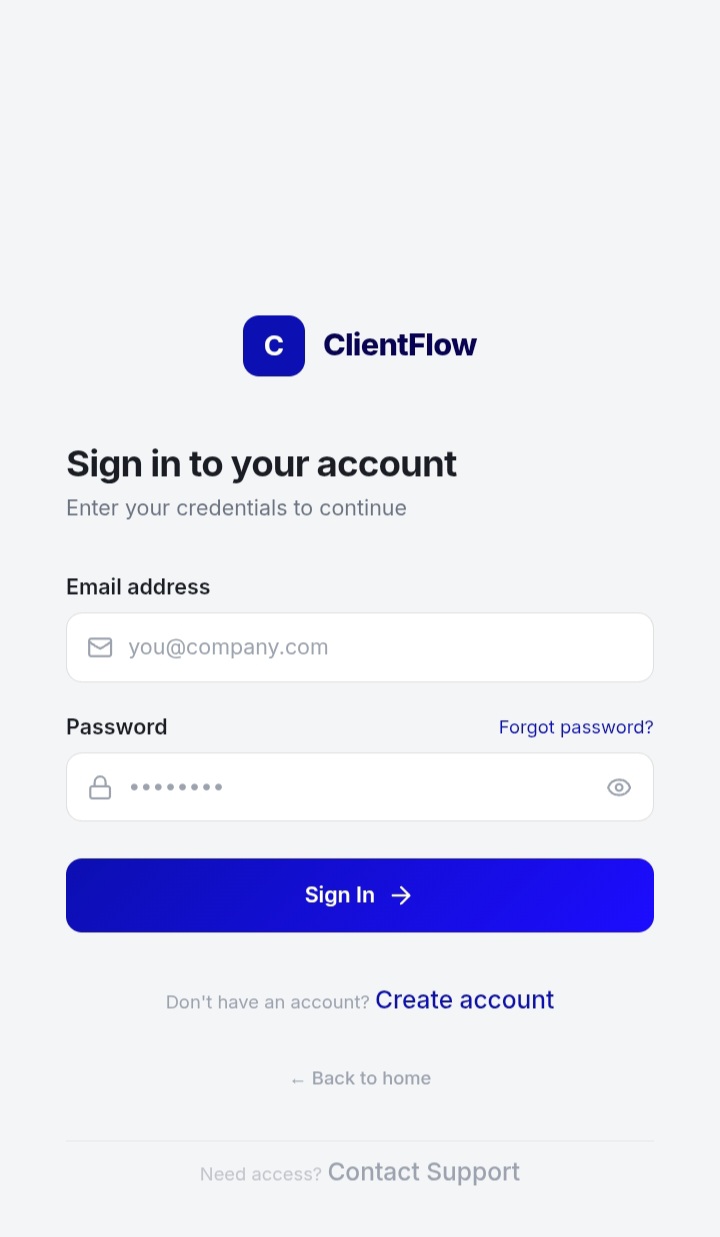 C ClientFlow
Sign in to your account
Enter your credentials to continue
Email address
you@company.com
Password Forgot password?
••••••••
Sign In →
Don't have an account? Create account
← Back to home
Need access? Contact Support